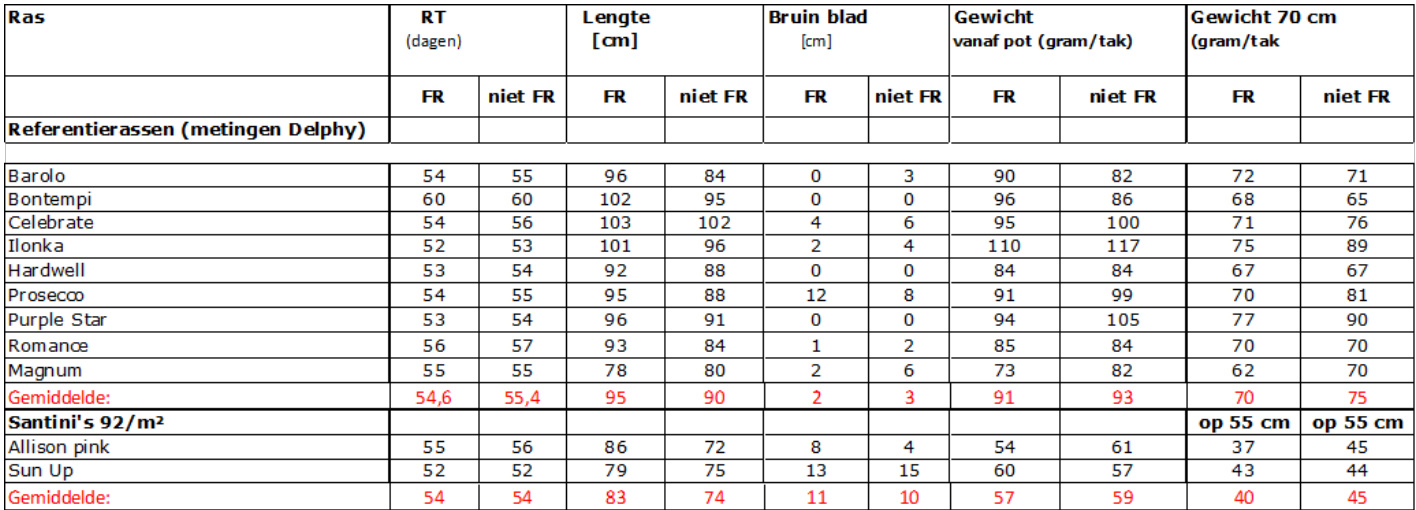 Ras RT Lengte Bruin blad Gewicht Gewicht 70 cm
(dagen) [cm] [cm] vanaf pot (gram/tak) (gram/tak
FR niet FR FR niet FR FR niet FR FR niet FR FR niet FR
Referentierassen (metingen Delphy)
Barolo 54 55 96 84 0 3 90 82 72 71
Bontempi 60 60 102 95 0 0 96 86 68 65
Celebrate 54 56 103 102 4 6 95 100 71 76
Ilonka 52 53 101 96 2 4 110 117 75 89
Hardwell 53 54 92 88 0 0 84 84 67 67
Prosecco 54 55 95 88 12 8 91 99 70 81
Purple Star 53 54 96 91 0 0 94 105 77 90
Romance 56 57 93 84 1 2 85 84 70 70
Magnum 55 55 78 80 2 6 73 82 62 70
Gemiddelde: 54,6 55,4 95 90 2 3 91 93 70 75
Santini's 92/m² op 55 cm op 55 cm
Allison pink 55 56 86 72 8 4 54 61 37 45
Sun Up 52 52 79 75 13 15 60 57 43 44
Gemiddelde: 54 54 83 74 11 10 57 59 40 45